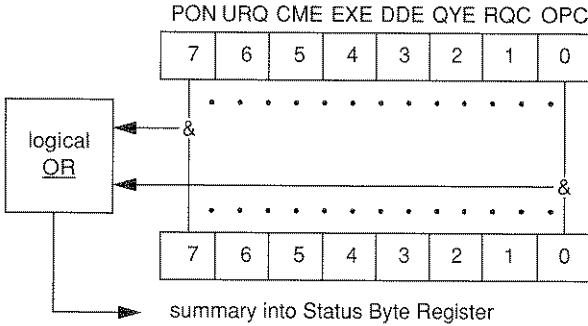 PON URQ CME EXE DDE QYE RQC OPC
7 6 5 4 3 2 1 0
&
logical
OR
&
7 6 5 4 3 2 1 0
summary into Status Byte Register